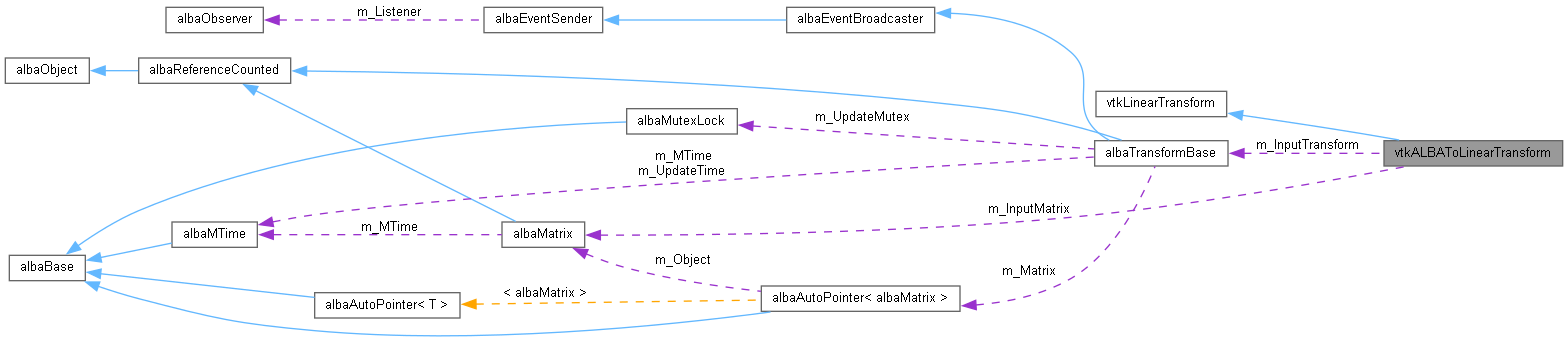 m_Listener
albaObserver
albaEventSender
albaEventBroadcaster
albaObject
albaReferenceCounted
vtkLinearTransform
albaMutexLock
m_UpdateMutex
albaTransformBase
m_InputTransform
vtkALBAToLinearTransform
m_MTime
m_UpdateTime
m_InputMatrix
albaMTime
m_MTime
albaMatrix
albaBase
m_Object
m_Matrix
albaAutoPointer< T >
< albaMatrix >
albaAutoPointer< albaMatrix >